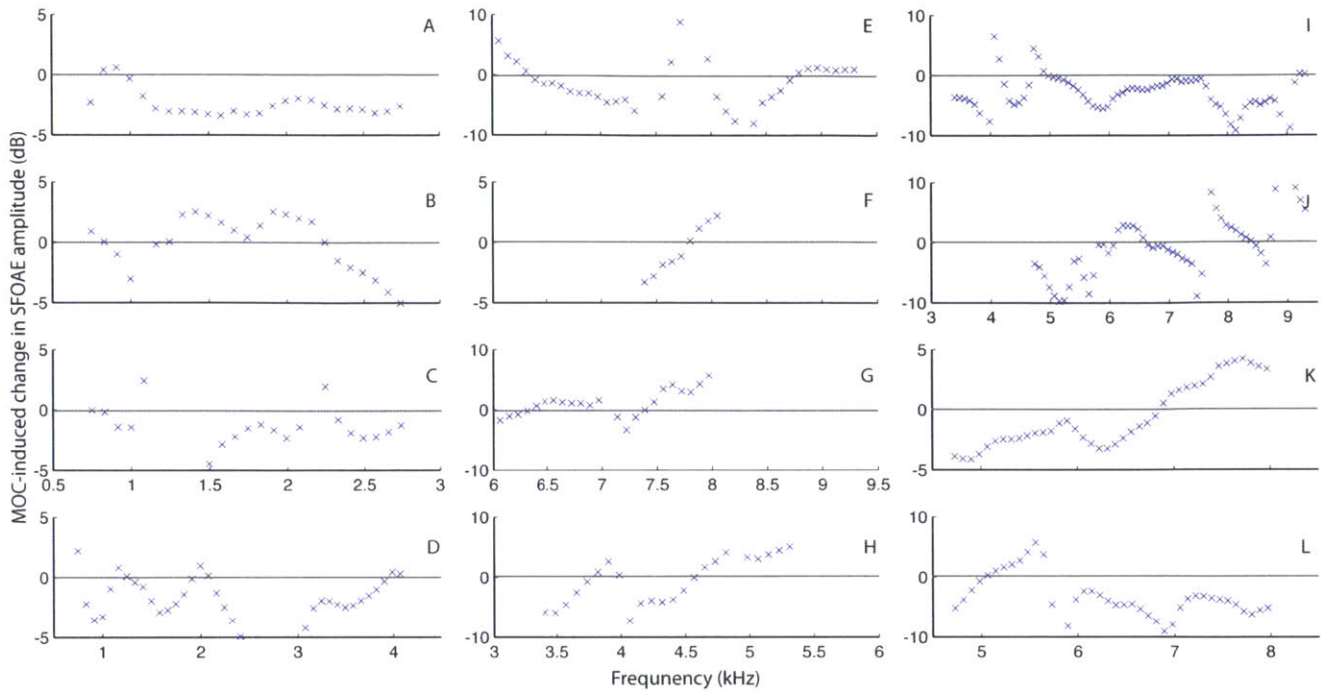 MOC-induced change in SFOAE amplitude (dB)
5
0
-5
A
10
0
-10
E
10
0
-10
I
5
0
-5
B
5
0
-5
F
10
0
-10
J
3 4 5 6 7 8 9
5
0
-5
C
0.5 1 1.5 2 2.5 3
10
0
-10
G
6 6.5 7 7.5 8 8.5 9 9.5
10
0
-5
K
5
0
-5
D
1 2 3 4
10
0
-10
H
3 3.5 4 4.5 5 5.5 6
10
0
-10
L
5 6 7 8
Frequnency (kHz)